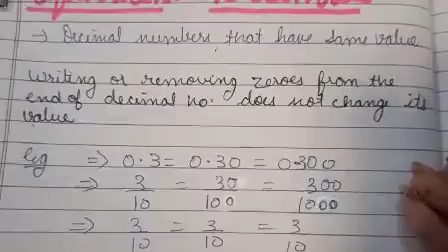 → Decimal numbers that have same value
Writing or removing zeroes from the
end of decimal no. does not change its
value
Eg ⇒ 0.3 = 0.30 = 0.300
⇒ 3/10 = 30/100 = 300/1000
⇒ 3/10 = 3/10 = 3/10